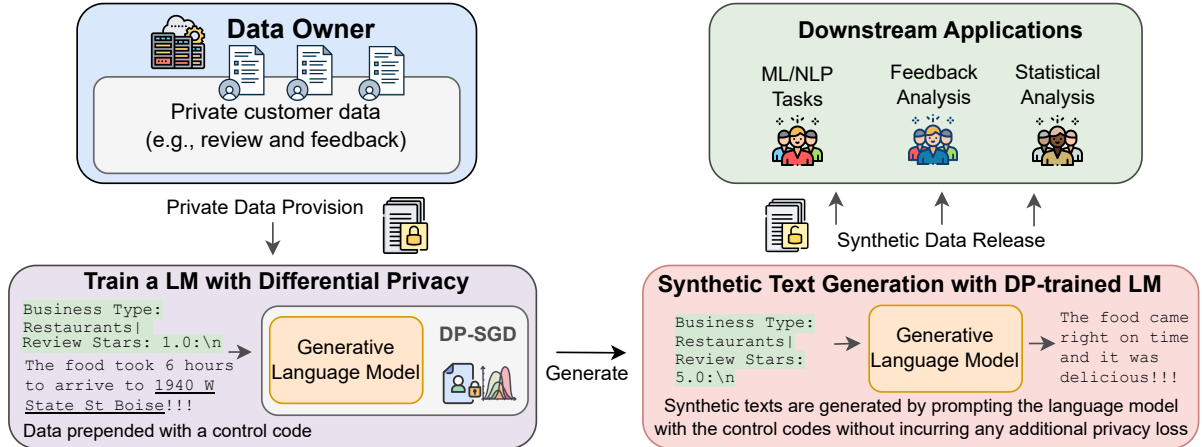 Data Owner
Private customer data
(e.g., review and feedback)
Private Data Provision
Train a LM with Differential Privacy
Business Type:
Restaurants|
Review Stars: 1.0:\n
The food took 6 hours
to arrive to 1940 W
State St Boise!!!
Data prepended with a control code
Generative
Language Model
DP-SGD
Generate
Synthetic Text Generation with DP-trained LM
Business Type:
Restaurants|
Review Stars:
5.0:\n
Generative
Language Model
The food came
right on time
and it was
delicious!!!
Synthetic texts are generated by prompting the language model
with the control codes without incurring any additional privacy loss
Synthetic Data Release
Downstream Applications
ML/NLP
Tasks
Feedback
Analysis
Statistical
Analysis